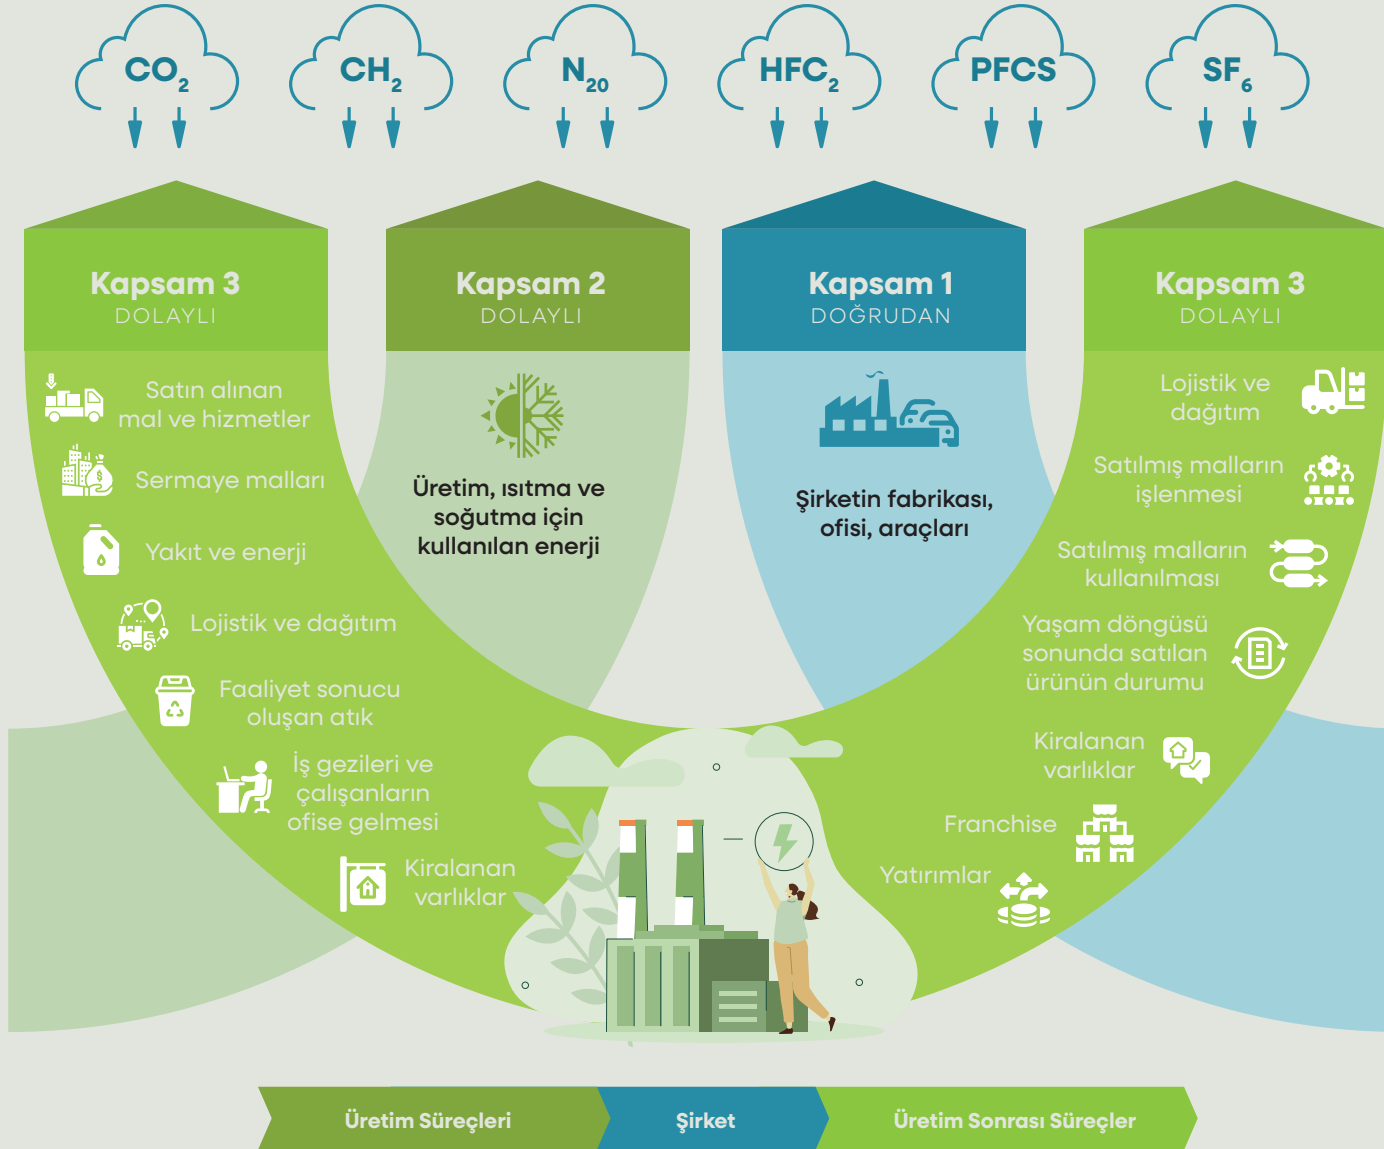 CO₂
CH₂
N₂₀
HFC₂
PFCS
SF₆
Kapsam 3
DOLAYLI
Satın alınan
mal ve hizmetler
Sermaye malları
Yakıt ve enerji
Lojistik ve dağıtım
Faaliyet sonucu
oluşan atık
İş gezileri ve
çalışanların
ofise gelmesi
Kiralanan
varlıklar
Kapsam 2
DOLAYLI
Üretim, ısıtma ve
soğutma için
kullanılan enerji
Kapsam 1
DOĞRUDAN
Şirketin fabrikası,
ofisi, araçları
Kapsam 3
DOLAYLI
Lojistik ve
dağıtım
Satılmış malların
işlenmesi
Satılmış malların
kullanılması
Yaşam döngüsü
sonunda satılan
ürünün durumu
Kiralanan
varlıklar
Franchise
Yatırımlar
Üretim Süreçleri
Şirket
Üretim Sonrası Süreçler